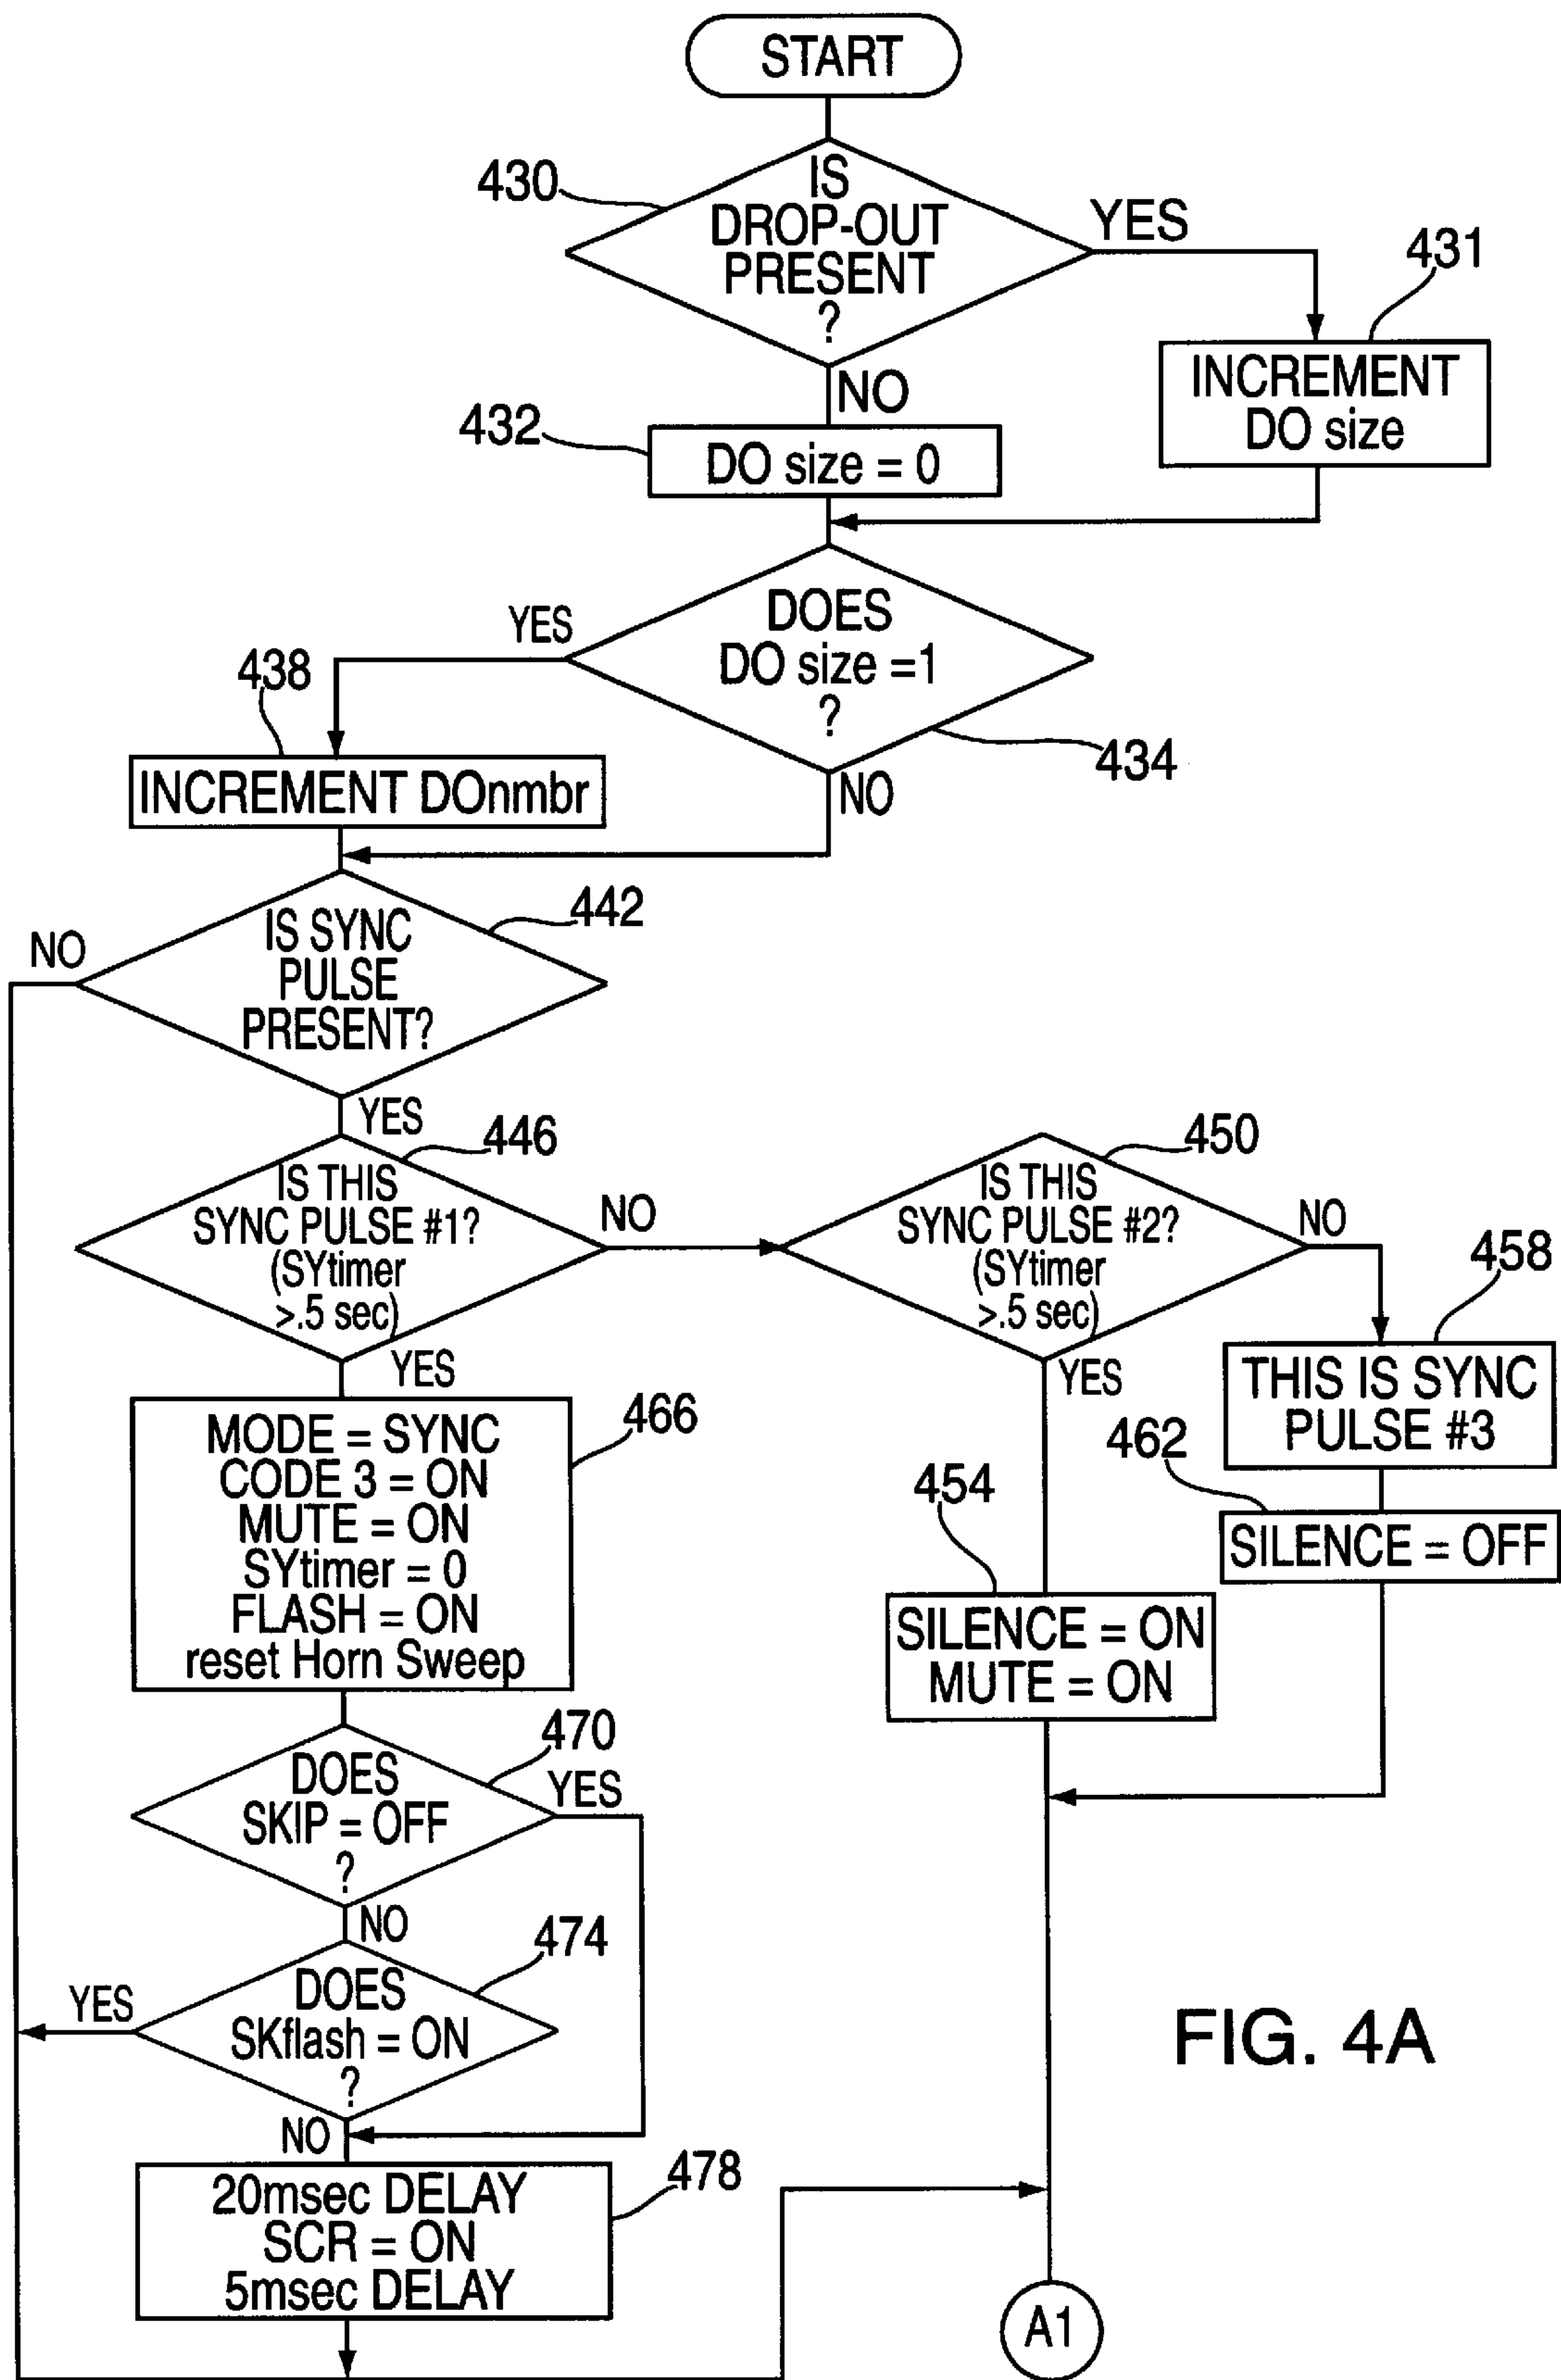 START
430
IS
DROP-OUT
PRESENT
?
YES
431
INCREMENT
DO size
NO
432
DO size = 0
DOES
DO size =1
?
YES
438
434
INCREMENT DOnmbr
NO
442
IS SYNC
PULSE
PRESENT?
NO
YES
446
IS THIS
SYNC PULSE #1?
(SYtimer
>.5 sec)
NO
450
IS THIS
SYNC PULSE #2?
(SYtimer
>.5 sec)
NO
458
YES
YES
THIS IS SYNC
PULSE #3
466
MODE = SYNC
CODE 3 = ON
MUTE = ON
SYtimer = 0
FLASH = ON
reset Horn Sweep
462
454
SILENCE = OFF
SILENCE = ON
MUTE = ON
470
DOES
SKIP = OFF
?
YES
NO
474
DOES
SKflash = ON
?
YES
NO
FIG. 4A
478
20msec DELAY
SCR = ON
5msec DELAY
A1